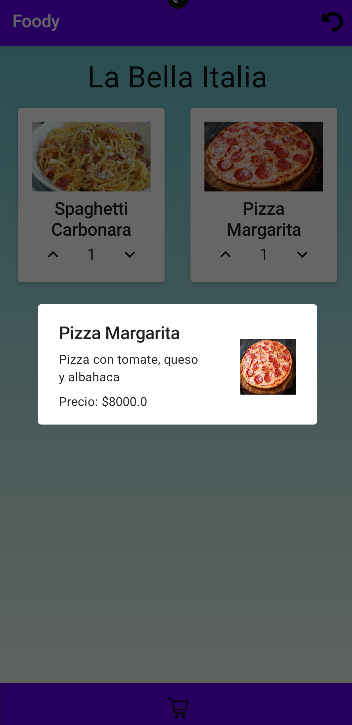 Foody
La Bella Italia
Spaghetti
Carbonara
1
Pizza
Margarita
1
Pizza Margarita
Pizza con tomate, queso
y albahaca
Precio: $8000.0